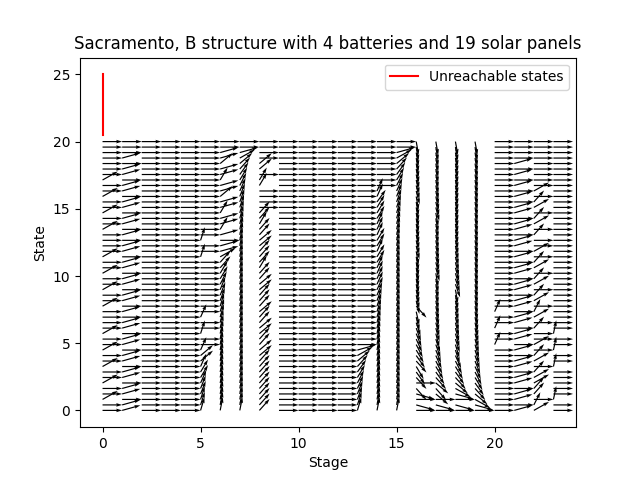 Sacramento, B structure with 4 batteries and 19 solar panels
Unreachable states
25
20
15
10
5
0
State
0
5
10
15
20
Stage